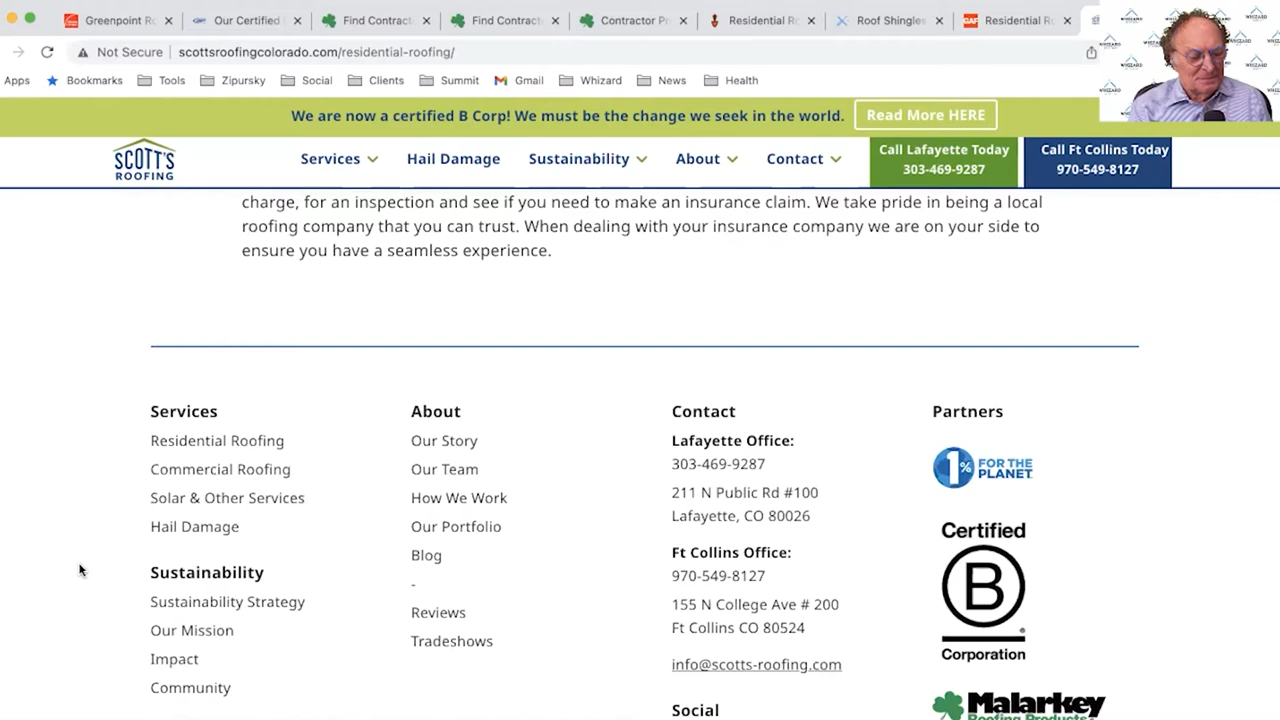 Greenpoint R
Our Certified
Find Contract
Find Contract
Contractor P
Residential R
Roof Shingles
GAF
Residential R
Not Secure
scottsroofingcolorado.com/residential-roofing/
Apps
Bookmarks
Tools
Zipursky
Social
Clients
Summit
Gmail
Whizard
News
Health
We are now a certified B Corp! We must be the change we seek in the world.
Read More HERE
SCOTT'S
ROOFING
Services
Hail Damage
Sustainability
About
Contact
Call Lafayette Today
303-469-9287
Call Ft Collins Today
970-549-8127
charge, for an inspection and see if you need to make an insurance claim. We take pride in being a local
roofing company that you can trust. When dealing with your insurance company we are on your side to
ensure you have a seamless experience.
Services
Residential Roofing
Commercial Roofing
Solar & Other Services
Hail Damage
Sustainability
Sustainability Strategy
Our Mission
Impact
Community
About
Our Story
Our Team
How We Work
Our Portfolio
Blog
-
Reviews
Tradeshows
Contact
Lafayette Office:
303-469-9287
211 N Public Rd #100
Lafayette, CO 80026
Ft Collins Office:
970-549-8127
155 N College Ave # 200
Ft Collins CO 80524
info@scotts-roofing.com
Social
Partners
1% FOR THE
PLANET
Certified
B
Corporation
Malarkey
Roofing Products
WHIZARD